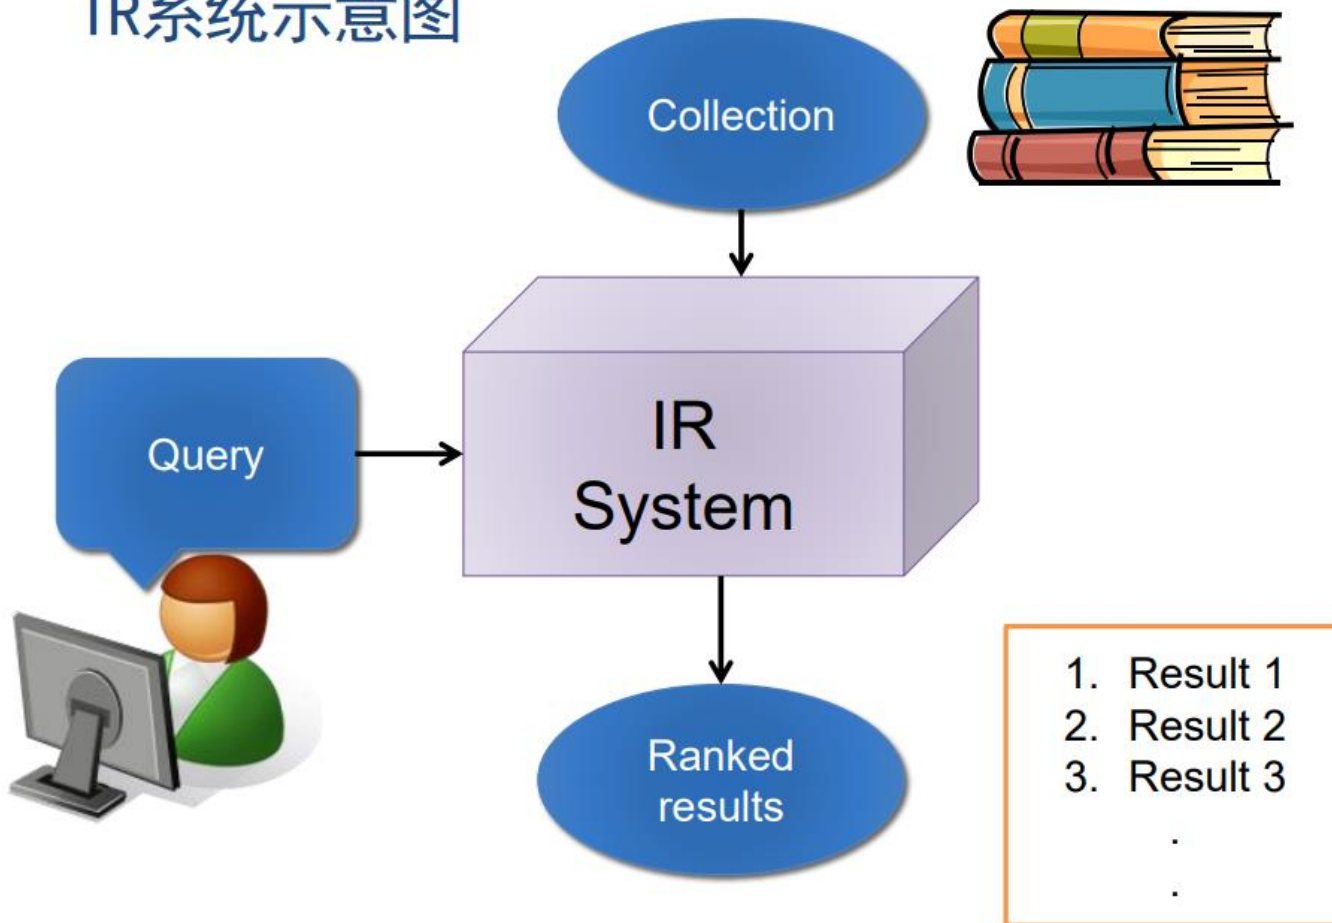 IR系统示意图
Collection
Query
IR
System
Ranked
results
1. Result 1
2. Result 2
3. Result 3
.
.